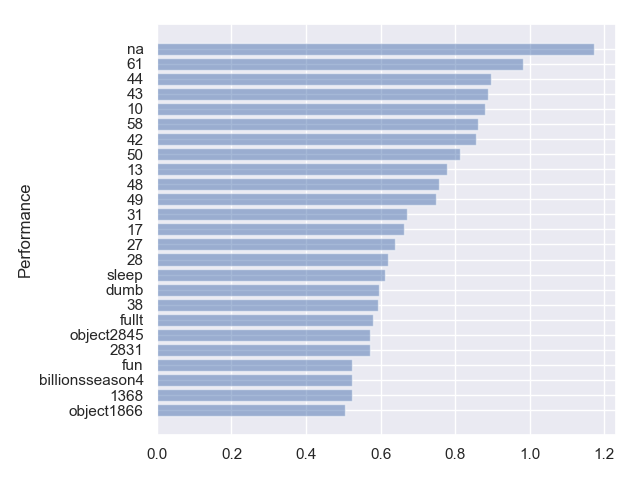 na
61
44
43
10
58
42
50
13
48
49
31
17
27
28
sleep
dumb
38
fullt
object2845
2831
fun
billionsseason4
1368
object1866
Performance
0.0 0.2 0.4 0.6 0.8 1.0 1.2